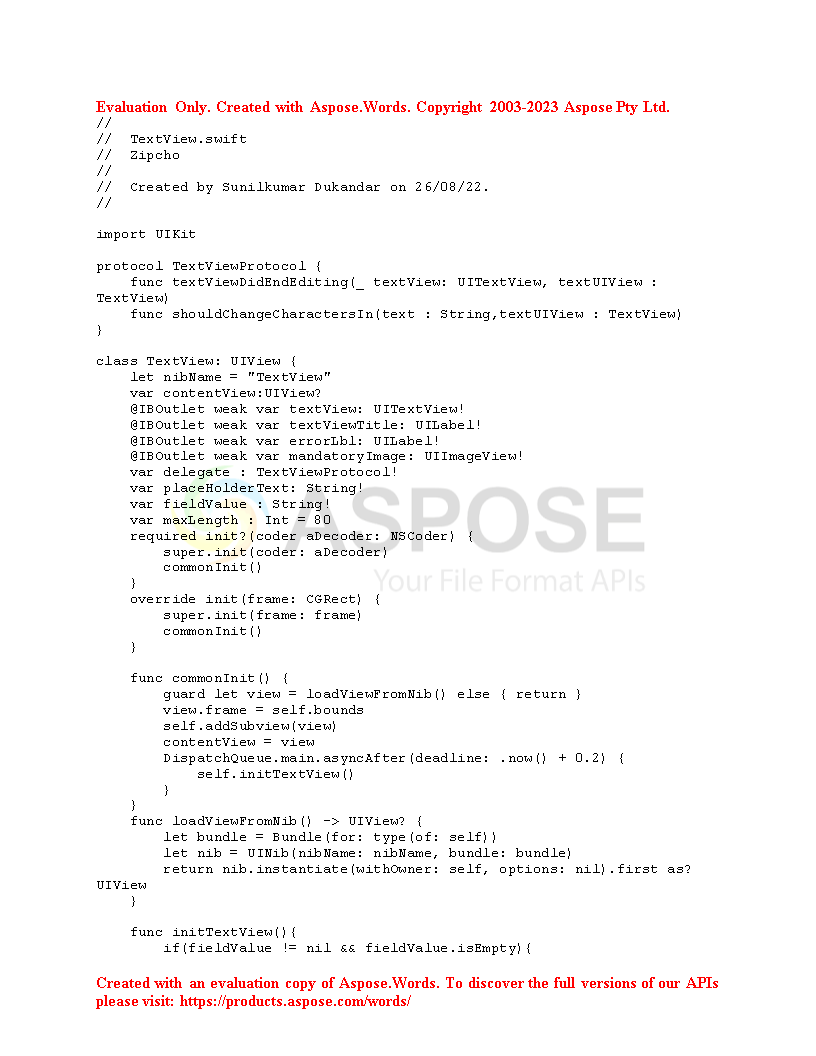 Evaluation Only. Created with Aspose.Words. Copyright 2003-2023 Aspose Pty Ltd.
//
//  TextView.swift
//  Zipcho
//
//  Created by Sunilkumar Dukandar on 26/08/22.
//

import UIKit

protocol TextViewProtocol {
    func textViewDidEndEditing(_ textView: UITextView, textUIView :
TextView)
    func shouldChangeCharactersIn(text : String,textUIView : TextView)
}

class TextView: UIView {
    let nibName = "TextView"
    var contentView:UIView?
    @IBOutlet weak var textView: UITextView!
    @IBOutlet weak var textViewTitle: UILabel!
    @IBOutlet weak var errorLbl: UILabel!
    @IBOutlet weak var mandatoryImage: UIImageView!
    var delegate : TextViewProtocol!
    var placeHolderText: String!
    var fieldValue : String!
    var maxLength : Int = 80
    required init?(coder aDecoder: NSCoder) {
        super.init(coder: aDecoder)
        commonInit()
    }
    override init(frame: CGRect) {
        super.init(frame: frame)
        commonInit()
    }

    func commonInit() {
        guard let view = loadViewFromNib() else { return }
        view.frame = self.bounds
        self.addSubview(view)
        contentView = view
        DispatchQueue.main.asyncAfter(deadline: .now() + 0.2) {
            self.initTextView()
        }
    }
    func loadViewFromNib() -> UIView? {
        let bundle = Bundle(for: type(of: self))
        let nib = UINib(nibName: nibName, bundle: bundle)
        return nib.instantiate(withOwner: self, options: nil).first as?
UIView
    }

    func initTextView(){
        if(fieldValue != nil && fieldValue.isEmpty){
ASPOSE
Your File Format APIs
Created with an evaluation copy of Aspose.Words. To discover the full versions of our APIs
please visit: https://products.aspose.com/words/